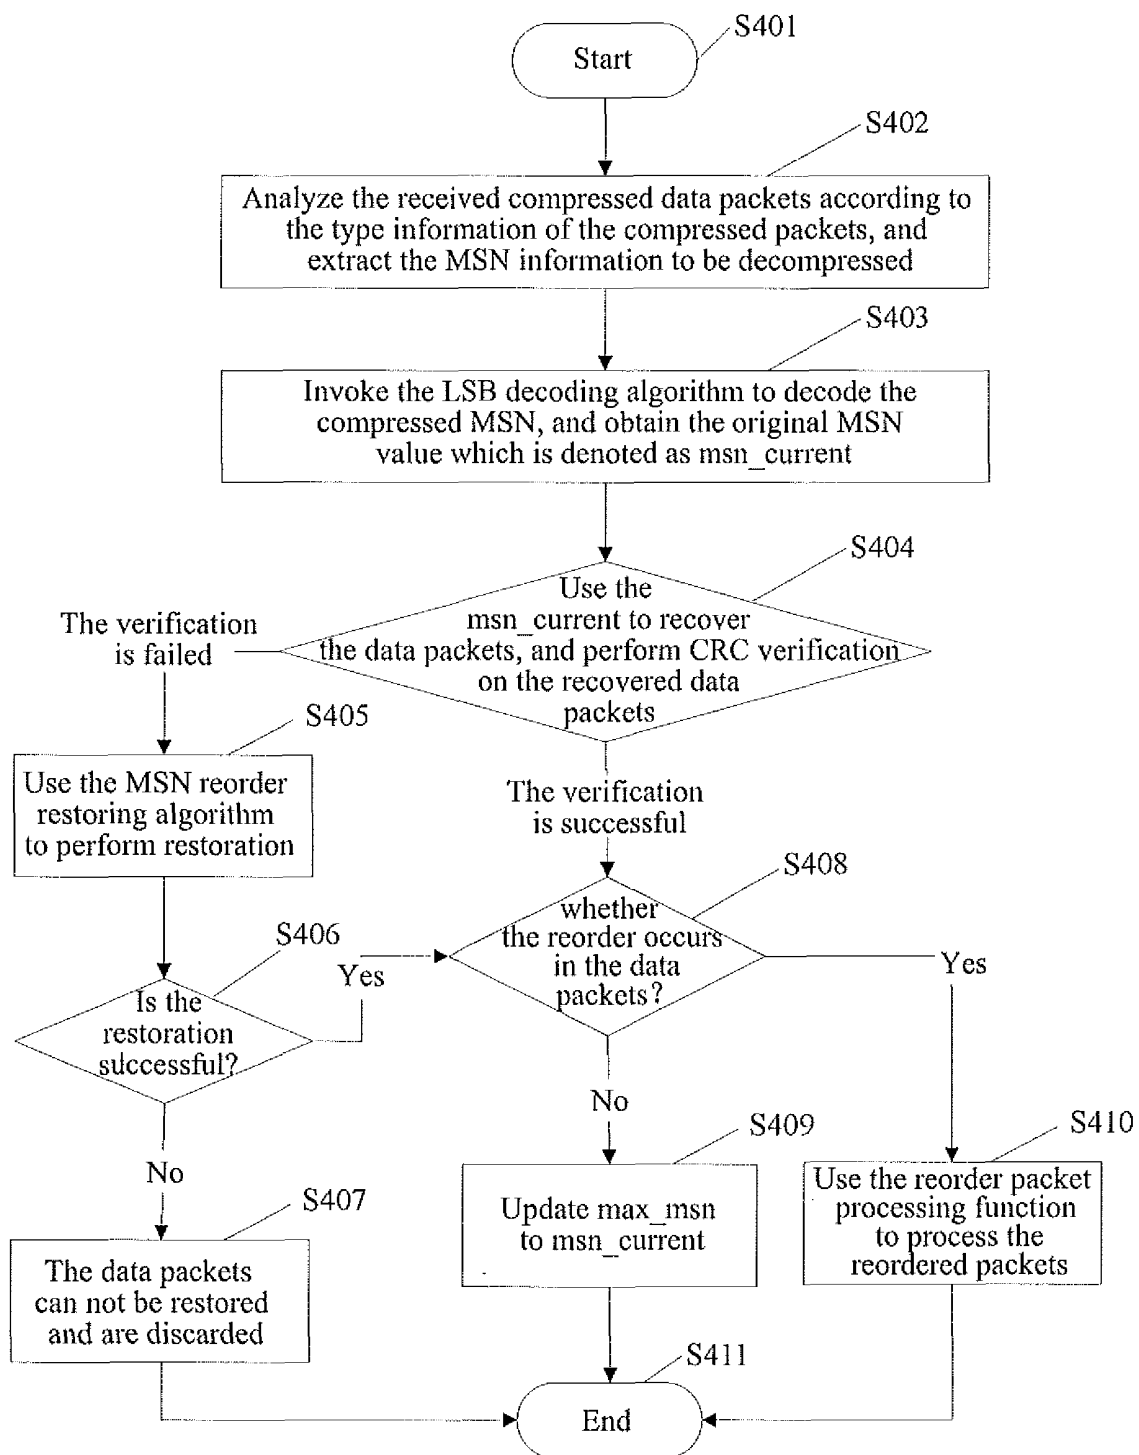 S401
Start
S402
Analyze the received compressed data packets according to
the type information of the compressed packets, and
extract the MSN information to be decompressed
S403
Invoke the LSB decoding algorithm to decode the
compressed MSN, and obtain the original MSN
value which is denoted as msn_current
S404
Use the
msn_current to recover
the data packets, and perform CRC verification
on the recovered data
packets
The verification
is failed
S405
Use the MSN reorder
restoring algorithm
to perform restoration
The verification
is successful
S408
whether
the reorder occurs
in the data
packets?
S406
Is the
restoration
successful?
Yes
Yes
No
No
S407
The data packets
can not be restored
and are discarded
S409
Update max_msn
to msn_current
S410
Use the reorder packet
processing function
to process the
reordered packets
S411
End